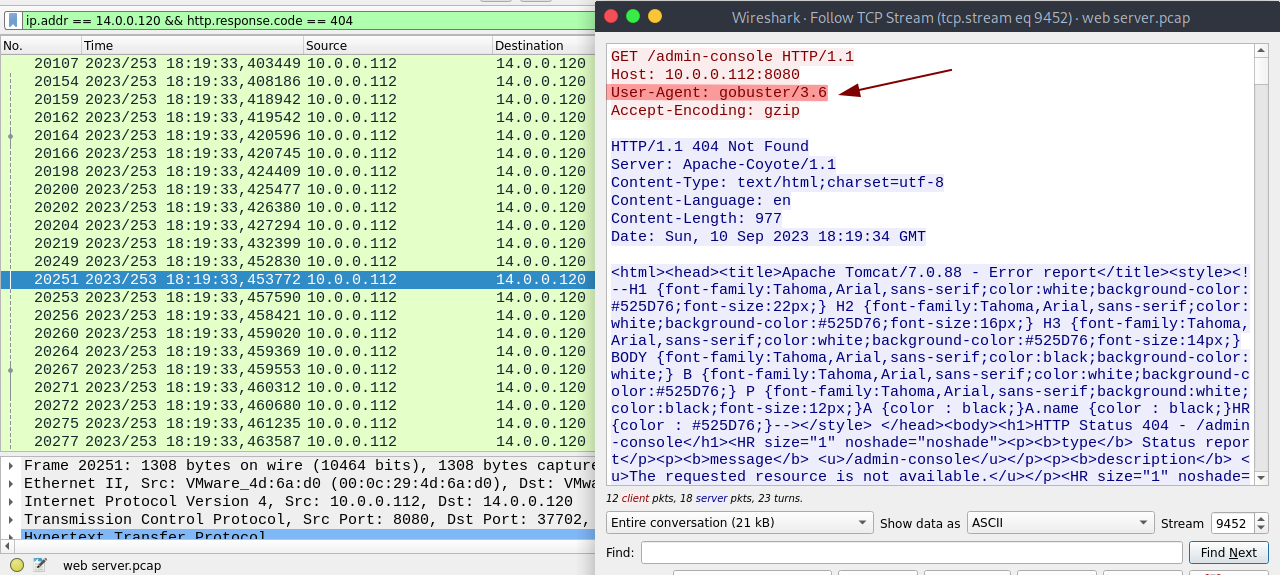 ip.addr == 14.0.0.120 && http.response.code == 404
No. Time Source Destination
20107 2023/253 18:19:33,403449 10.0.0.112 14.0.0.120
20154 2023/253 18:19:33,408186 10.0.0.112 14.0.0.120
20159 2023/253 18:19:33,418942 10.0.0.112 14.0.0.120
20162 2023/253 18:19:33,419542 10.0.0.112 14.0.0.120
20164 2023/253 18:19:33,420596 10.0.0.112 14.0.0.120
20166 2023/253 18:19:33,420745 10.0.0.112 14.0.0.120
20198 2023/253 18:19:33,424409 10.0.0.112 14.0.0.120
20200 2023/253 18:19:33,425477 10.0.0.112 14.0.0.120
20202 2023/253 18:19:33,426380 10.0.0.112 14.0.0.120
20204 2023/253 18:19:33,427294 10.0.0.112 14.0.0.120
20219 2023/253 18:19:33,432399 10.0.0.112 14.0.0.120
20249 2023/253 18:19:33,452830 10.0.0.112 14.0.0.120
20251 2023/253 18:19:33,453772 10.0.0.112 14.0.0.120
20253 2023/253 18:19:33,457590 10.0.0.112 14.0.0.120
20256 2023/253 18:19:33,458421 10.0.0.112 14.0.0.120
20260 2023/253 18:19:33,459020 10.0.0.112 14.0.0.120
20264 2023/253 18:19:33,459369 10.0.0.112 14.0.0.120
20267 2023/253 18:19:33,459553 10.0.0.112 14.0.0.120
20271 2023/253 18:19:33,460312 10.0.0.112 14.0.0.120
20272 2023/253 18:19:33,460680 10.0.0.112 14.0.0.120
20275 2023/253 18:19:33,461235 10.0.0.112 14.0.0.120
20277 2023/253 18:19:33,463587 10.0.0.112 14.0.0.120
Frame 20251: 1308 bytes on wire (10464 bits), 1308 bytes capture
Ethernet II, Src: VMware_4d:6a:d0 (00:0c:29:4d:6a:d0), Dst: VMwa
Internet Protocol Version 4, Src: 10.0.0.112, Dst: 14.0.0.120
Transmission Control Protocol, Src Port: 8080, Dst Port: 37702,
Hypertext Transfer Protocol
web server.pcap
Wireshark · Follow TCP Stream (tcp.stream eq 9452) · web server.pcap
GET /admin-console HTTP/1.1
Host: 10.0.0.112:8080
User-Agent: gobuster/3.6
Accept-Encoding: gzip
HTTP/1.1 404 Not Found
Server: Apache-Coyote/1.1
Content-Type: text/html;charset=utf-8
Content-Language: en
Content-Length: 977
Date: Sun, 10 Sep 2023 18:19:34 GMT
<html><head><title>Apache Tomcat/7.0.88 - Error report</title><style><!
--H1 {font-family:Tahoma,Arial,sans-serif;color:white;background-color:
#525D76;font-size:22px;} H2 {font-family:Tahoma,Arial,sans-serif;color:
white;background-color:#525D76;font-size:16px;} H3 {font-family:Tahoma,
Arial,sans-serif;color:white;background-color:#525D76;font-size:14px;}
BODY {font-family:Tahoma,Arial,sans-serif;color:black;background-color:
white;} B {font-family:Tahoma,Arial,sans-serif;color:white;background-c
olor:#525D76;} P {font-family:Tahoma,Arial,sans-serif;background:white;
color:black;font-size:12px;}A {color : black;}A.name {color : black;}HR
{color : #525D76;}--></style> </head><body><h1>HTTP Status 404 - /admin
-console</h1><HR size="1" noshade="noshade"><p><b>type</b> Status repor
t</p><p><b>message</b> <u>/admin-console</u></p><p><b>description</b> <
u>The requested resource is not available.</u></p><HR size="1" noshade=
12 client pkts, 18 server pkts, 23 turns.
Entire conversation (21 kB) Show data as ASCII Stream 9452
Find: Find Next